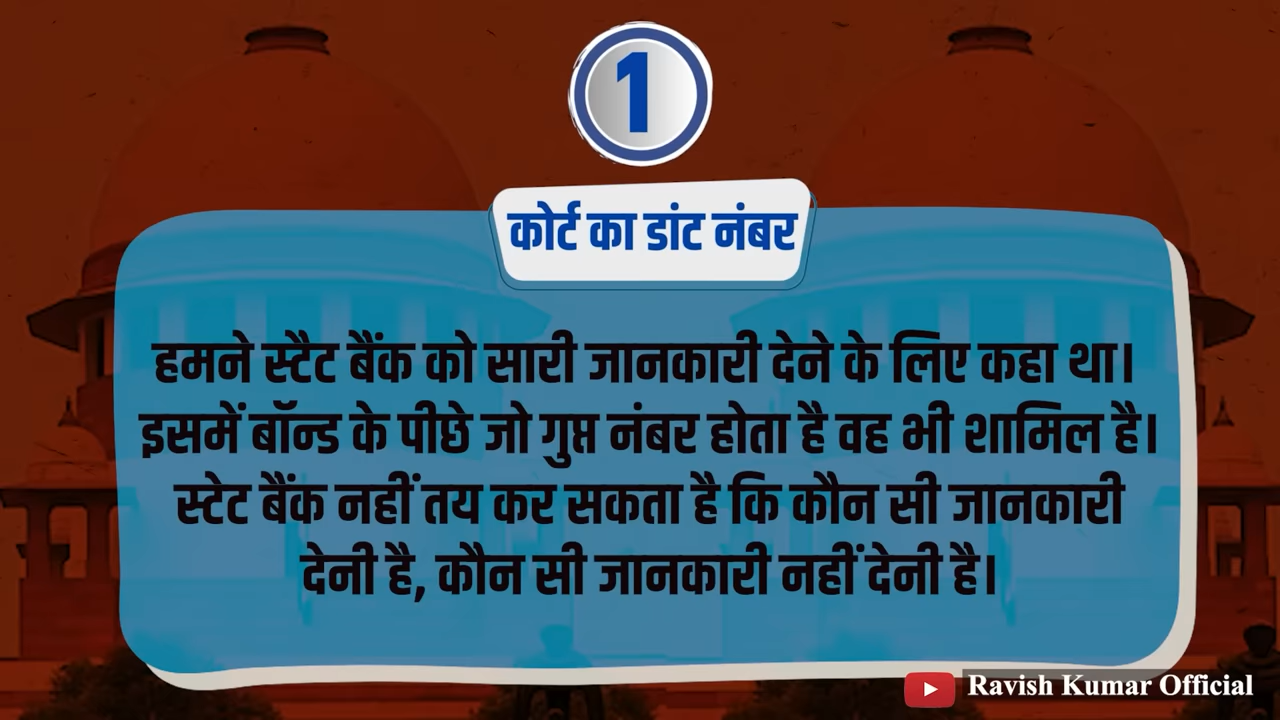 1
कोर्ट का डांट नंबर
हमने स्टैट बैंक को सारी जानकारी देने के लिए कहा था।
इसमें बॉन्ड के पीछे जो गुप्त नंबर होता है वह भी शामिल है।
स्टेट बैंक नहीं तय कर सकता है कि कौन सी जानकारी
देनी है, कौन सी जानकारी नहीं देनी है।
Ravish Kumar Official